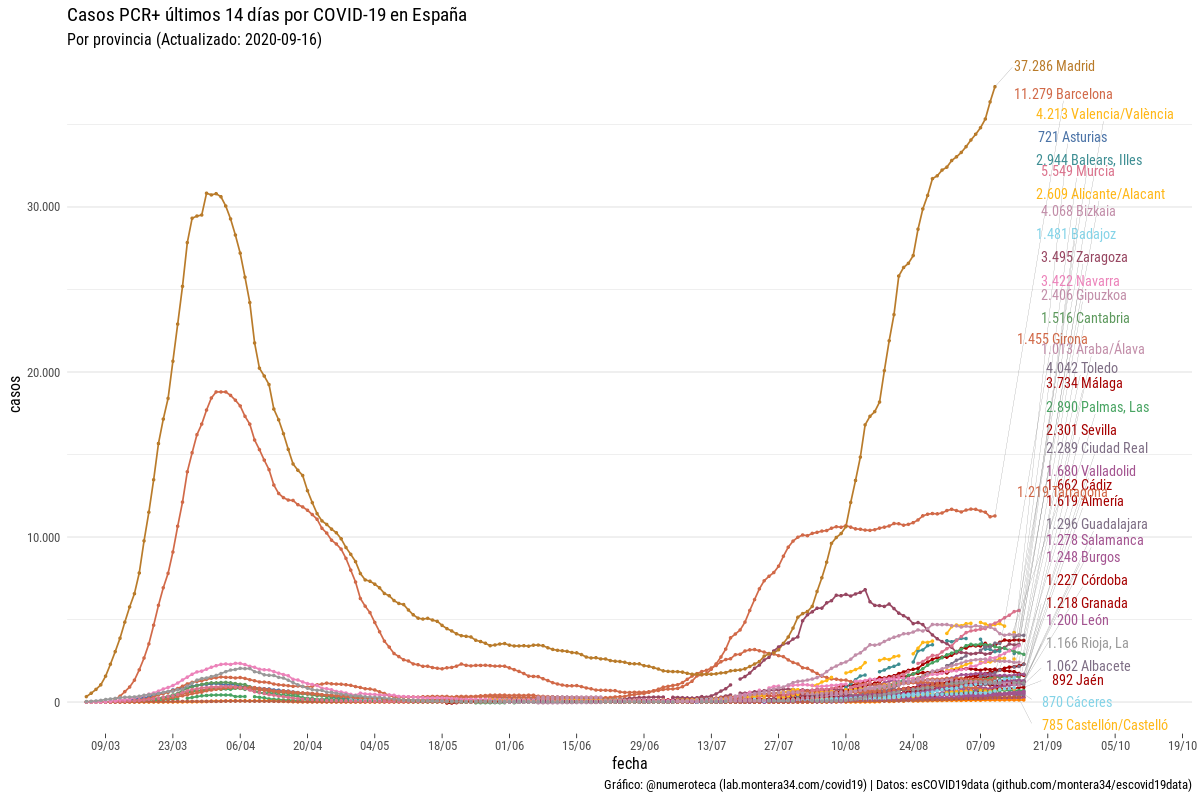 Casos PCR+ últimos 14 días por COVID-19 en España
Por provincia (Actualizado: 2020-09-16)
37.286 Madrid
11.279 Barcelona
4.213 Valencia/València
721 Asturias
2.944 Balears, Illes
5.549 Murcia
2.609 Alicante/Alacant
4.068 Bizkaia
1.481 Badajoz
3.495 Zaragoza
3.422 Navarra
2.406 Gipuzkoa
1.516 Cantabria
1.455 Girona
1.013 Araba/Álava
4.042 Toledo
3.734 Málaga
2.890 Palmas, Las
2.301 Sevilla
2.289 Ciudad Real
1.680 Valladolid
1.662 Cádiz
1.219 Tarragona
1.619 Almería
1.296 Guadalajara
1.278 Salamanca
1.248 Burgos
1.227 Córdoba
1.218 Granada
1.200 León
1.166 Rioja, La
1.062 Albacete
892 Jaén
870 Cáceres
785 Castellón/Castelló
casos
30.000
20.000
10.000
0
09/03 23/03 06/04 20/04 04/05 18/05 01/06 15/06 29/06 13/07 27/07 10/08 24/08 07/09 21/09 05/10 19/10
fecha
Gráfico: @numeroteca (lab.montera34.com/covid19) | Datos: esCOVID19data (github.com/montera34/escovid19data)